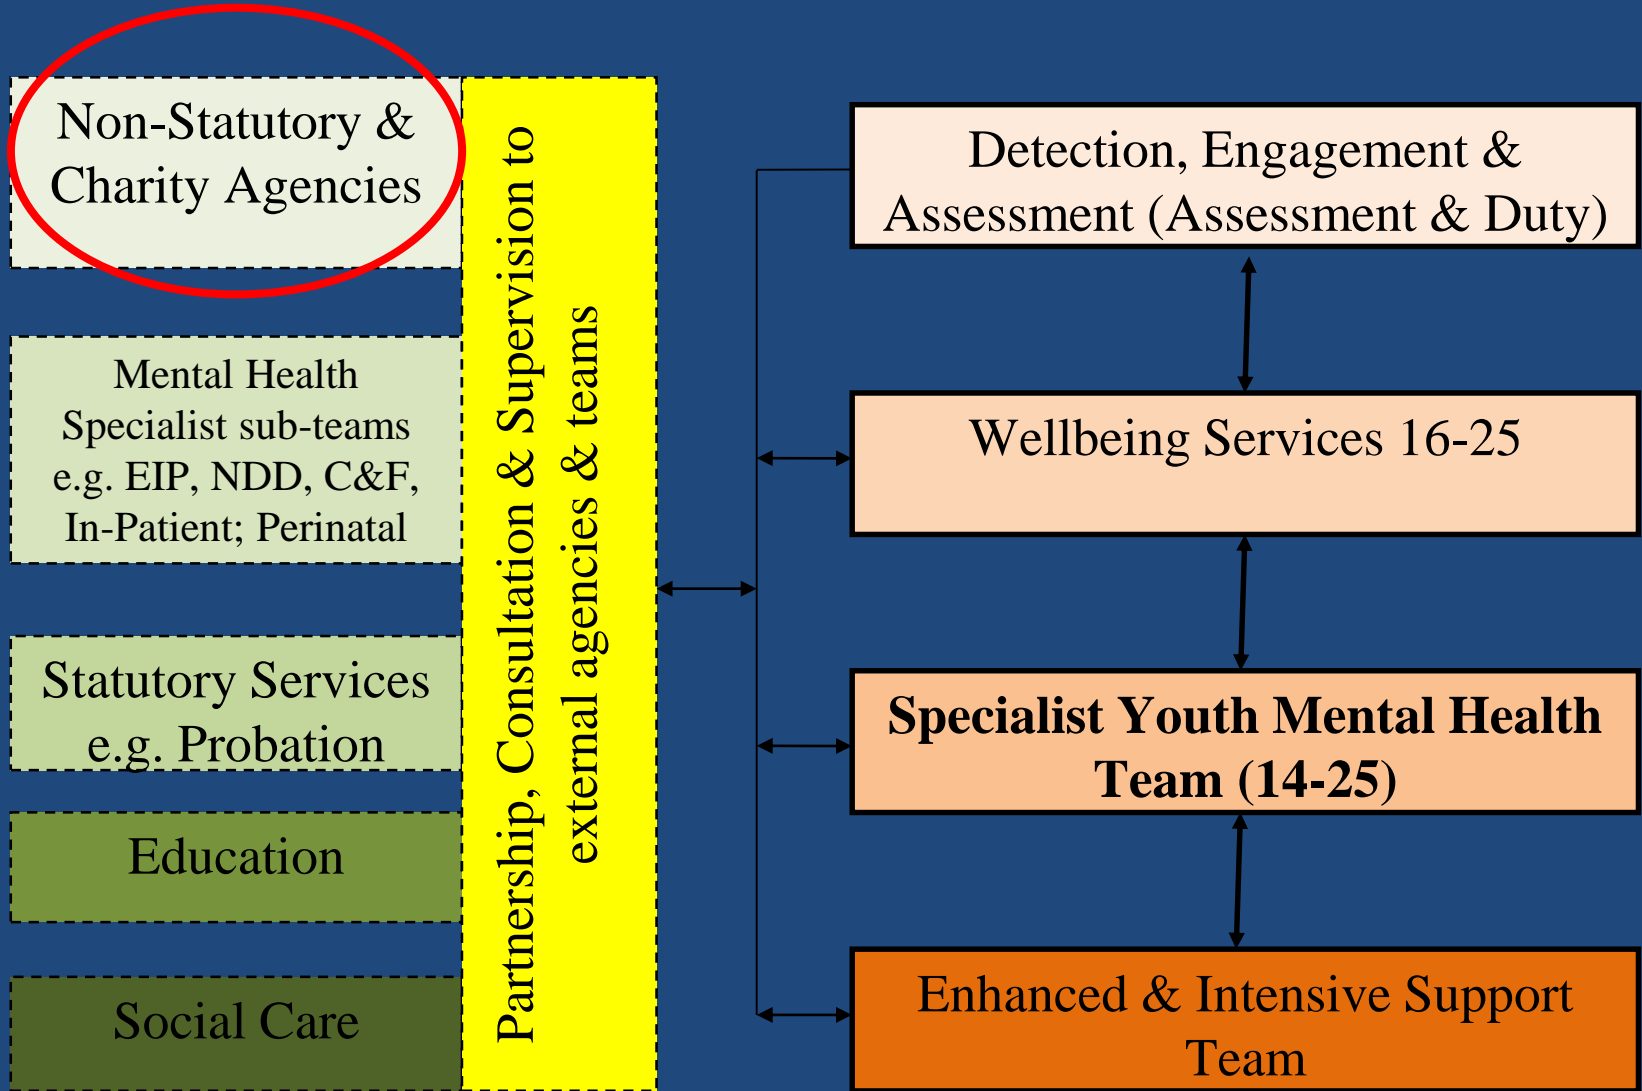 Non-Statutory &
Charity Agencies
Mental Health
Specialist sub-teams
e.g. EIP, NDD, C&F,
In-Patient; Perinatal
Statutory Services
e.g. Probation
Education
Social Care
Partnership, Consultation & Supervision to
external agencies & teams
Detection, Engagement &
Assessment (Assessment & Duty)
Wellbeing Services 16-25
Specialist Youth Mental Health
Team (14-25)
Enhanced & Intensive Support
Team